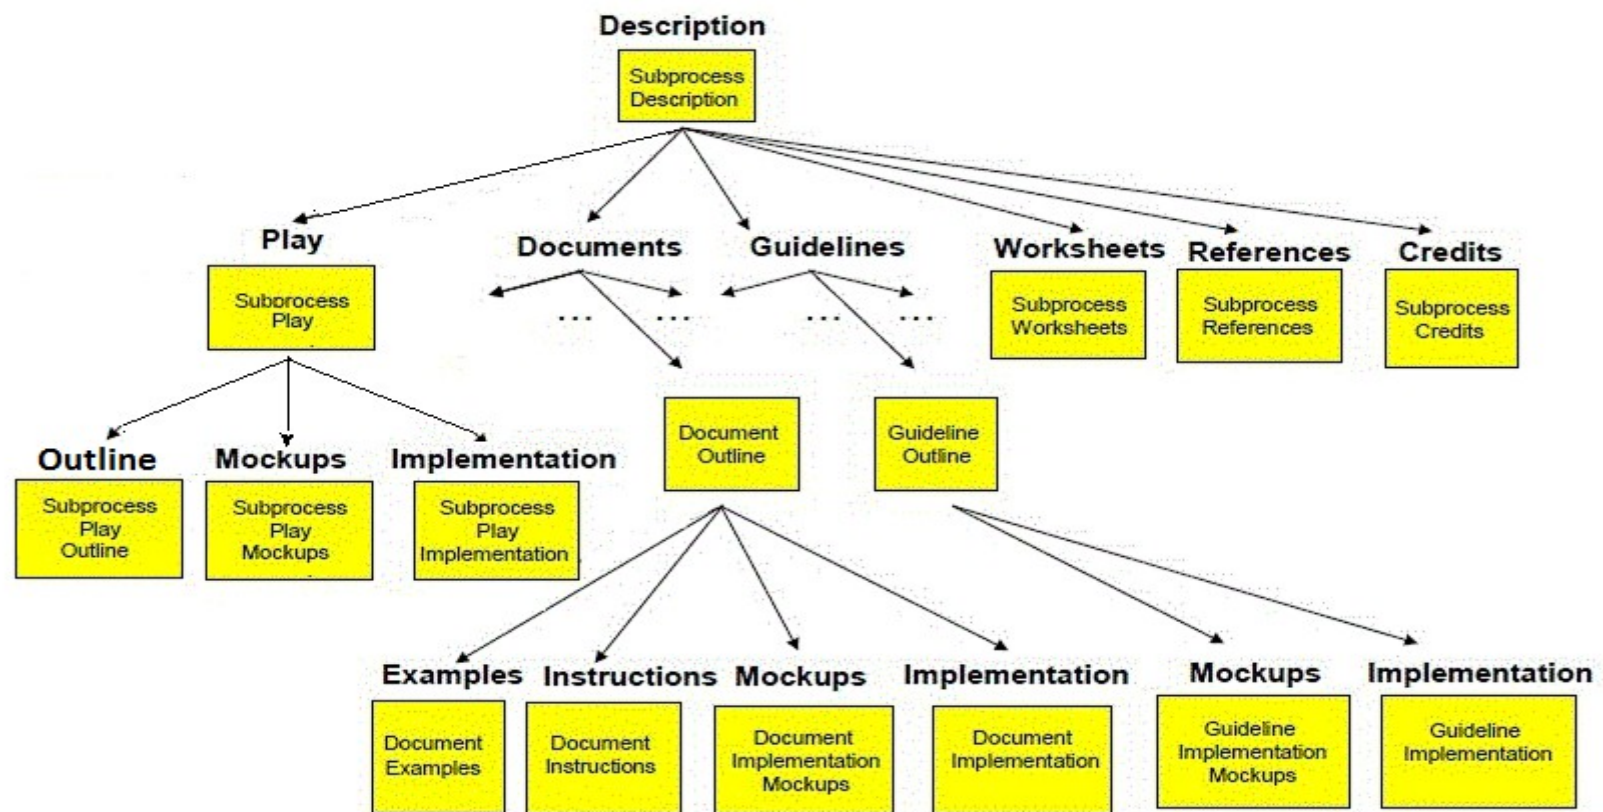 Description
Subprocess
Description
Play
Documents
Guidelines
Worksheets
References
Credits
Subprocess
Play
...
...
...
...
Subprocess
Worksheets
Subprocess
References
Subprocess
Credits
Document
Outline
Guideline
Outline
Outline
Mockups
Implementation
Subprocess
Play
Outline
Subprocess
Play
Mockups
Subprocess
Play
Implementation
Examples
Instructions
Mockups
Implementation
Mockups
Implementation
Document
Examples
Document
Instructions
Document
Implementation
Mockups
Document
Implementation
Guideline
Implementation
Mockups
Guideline
Implementation